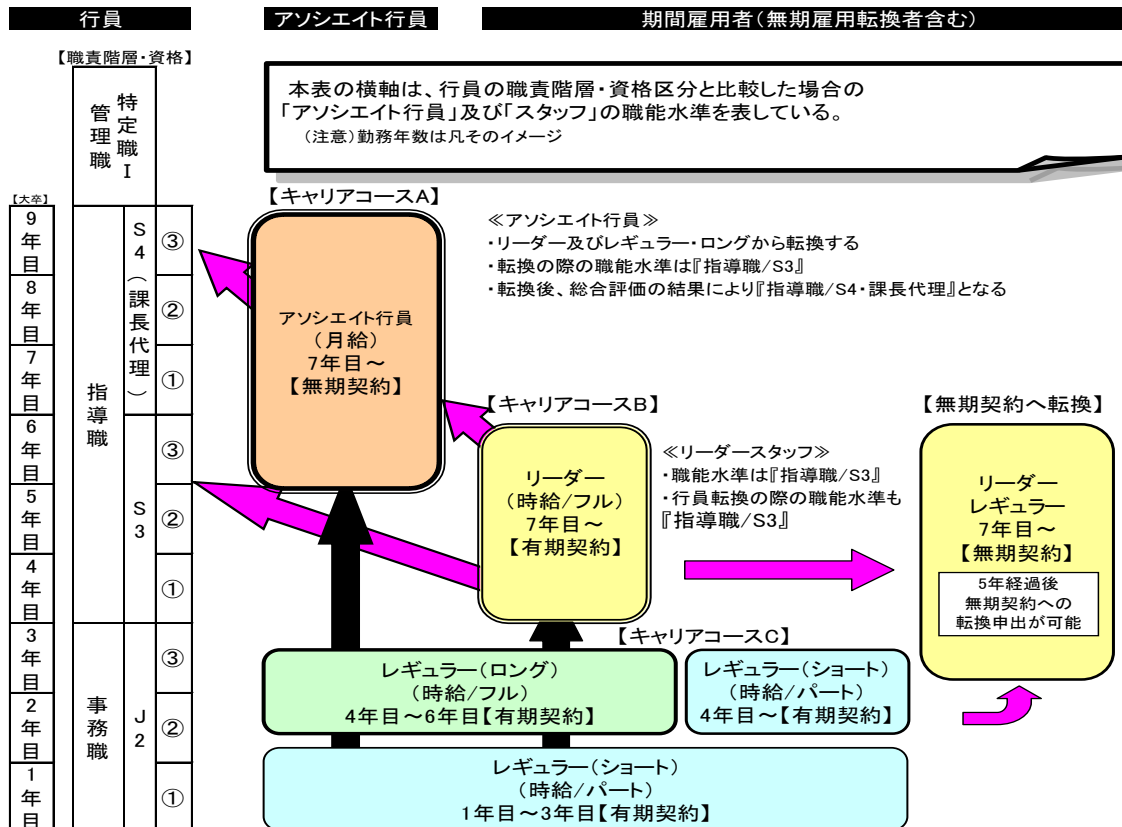 行員
アソシエイト行員
期間雇用者(無期雇用転換者含む)
【職責階層・資格】
管理職
特定職Ⅰ
本表の横軸は、行員の職責階層・資格区分と比較した場合の
「アソシエイト行員」及び「スタッフ」の職能水準を表している。
(注意)勤務年数は凡そのイメージ
【大卒】
9年目
8年目
7年目
6年目
5年目
4年目
3年目
2年目
1年目
指導職
事務職
S4(課長代理)
S3
J2
③
②
①
③
②
①
③
②
①
【キャリアコースA】
アソシエイト行員
(月給)
7年目~
【無期契約】
≪アソシエイト行員≫
・リーダー及びレギュラー・ロングから転換する
・転換の際の職能水準は『指導職/S3』
・転換後、総合評価の結果により『指導職/S4・課長代理』となる
【キャリアコースB】
リーダー
(時給/フル)
7年目~
【有期契約】
≪リーダースタッフ≫
・職能水準は『指導職/S3』
・行員転換の際の職能水準も
『指導職/S3』
【無期契約へ転換】
リーダー
レギュラー
7年目~
【無期契約】
5年経過後
無期契約への
転換申出が可能
【キャリアコースC】
レギュラー(ロング)
(時給/フル)
4年目~6年目【有期契約】
レギュラー(ショート)
(時給/パート)
4年目~【有期契約】
レギュラー(ショート)
(時給/パート)
1年目~3年目【有期契約】